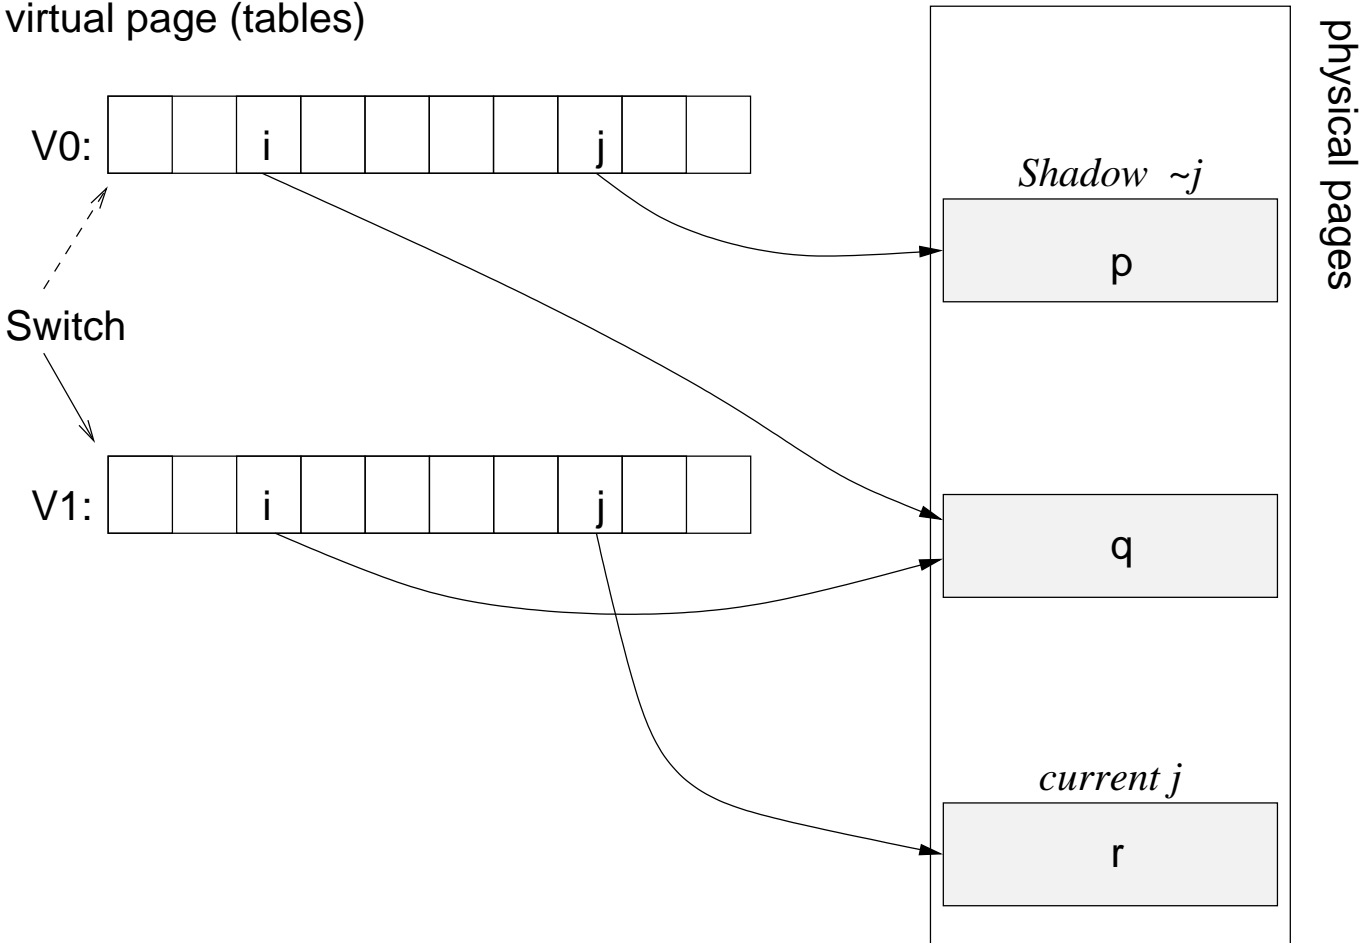 virtual page (tables)
physical pages
V0:
i
j
Shadow ~j
p
Switch
V1:
i
j
q
current j
r